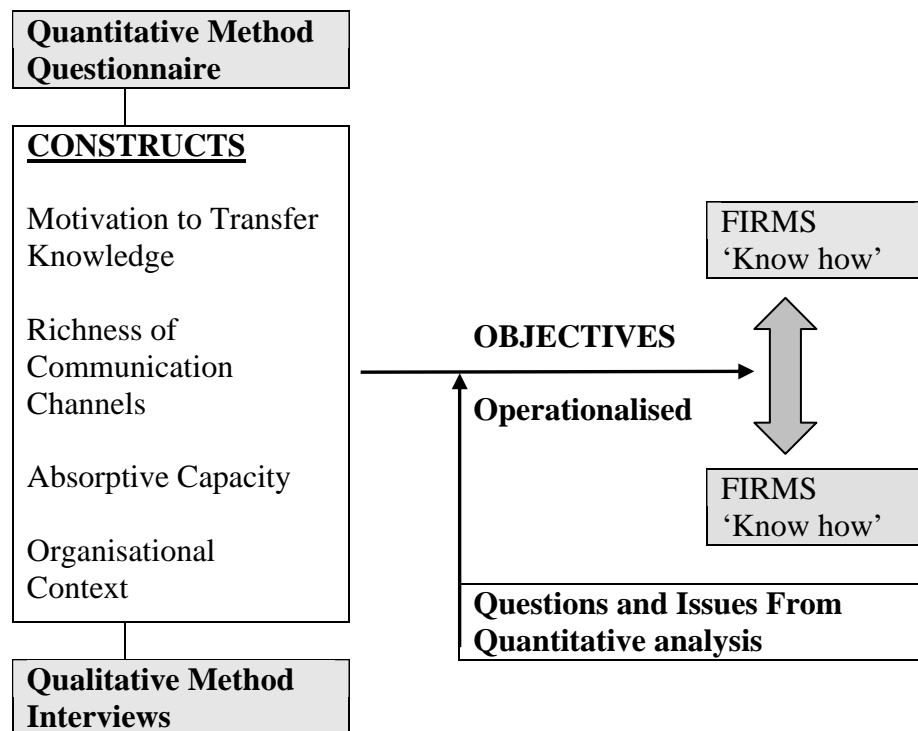 Quantitative Method
Questionnaire
CONSTRUCTS
Motivation to Transfer
Knowledge
Richness of
Communication
Channels
Absorptive Capacity
Organisational
Context
Qualitative Method
Interviews
OBJECTIVES
Operationalised
FIRMS
‘Know how’
FIRMS
‘Know how’
Questions and Issues From
Quantitative analysis